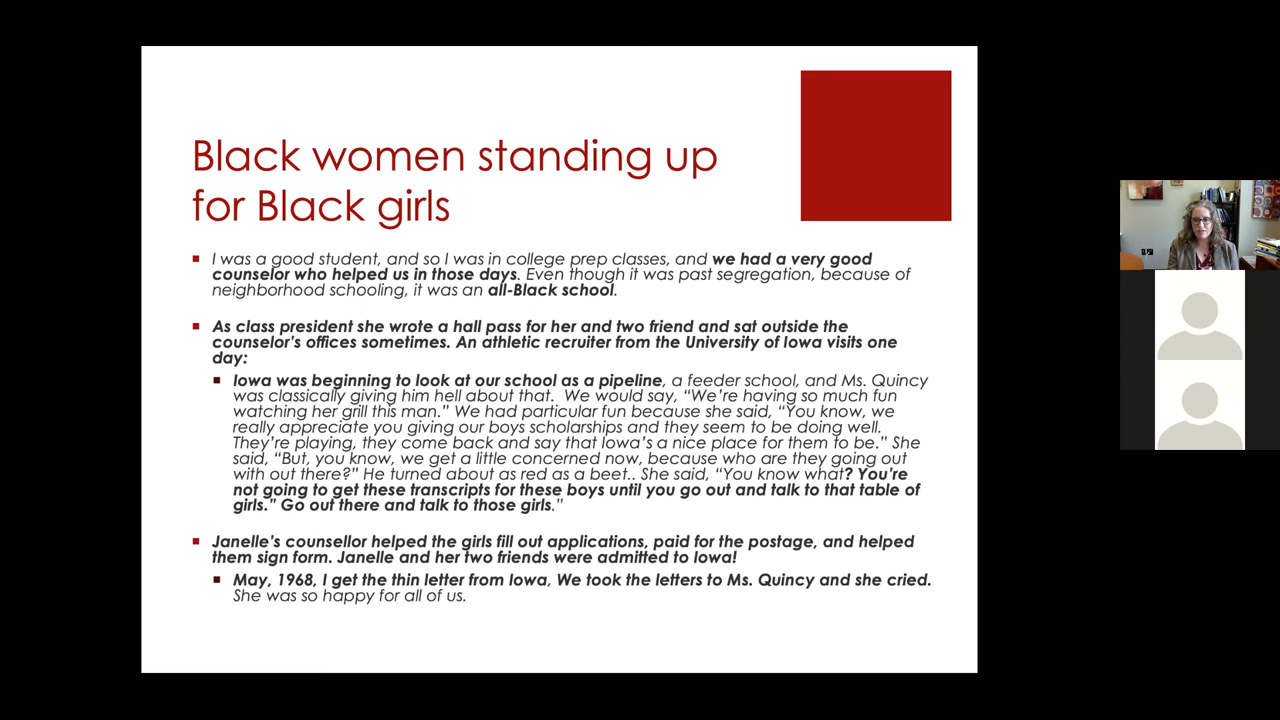 Black women standing up
for Black girls
I was a good student, and so I was in college prep classes, and we had a very good
counselor who helped us in those days. Even though it was past segregation, because of
neighborhood schooling, it was an all-Black school.
As class president she wrote a hall pass for her and two friend and sat outside the
counselor's offices sometimes. An athletic recruiter from the University of Iowa visits one
day:
Iowa was beginning to look at our school as a pipeline, a feeder school, and Ms. Quincy
was classically giving him hell about that. We would say, “We're having so much fun
watching her grill this man.” We had particular fun because she said, “You know, we
really appreciate you giving our boys scholarships and they seem to be doing well.
They're playing, they come back and say that Iowa's a nice place for them to be.” She
said, “But, you know, we get a little concerned now, because who are they going out
with out there?” He turned about as red as a beet.. She said, “You know what? You're
not going to get these transcripts for these boys until you go out and talk to that table of
girls.” Go out there and talk to those girls.”
Janelle's counsellor helped the girls fill out applications, paid for the postage, and helped
them sign form. Janelle and her two friends were admitted to Iowa!
May, 1968, I get the thin letter from Iowa, We took the letters to Ms. Quincy and she cried.
She was so happy for all of us.